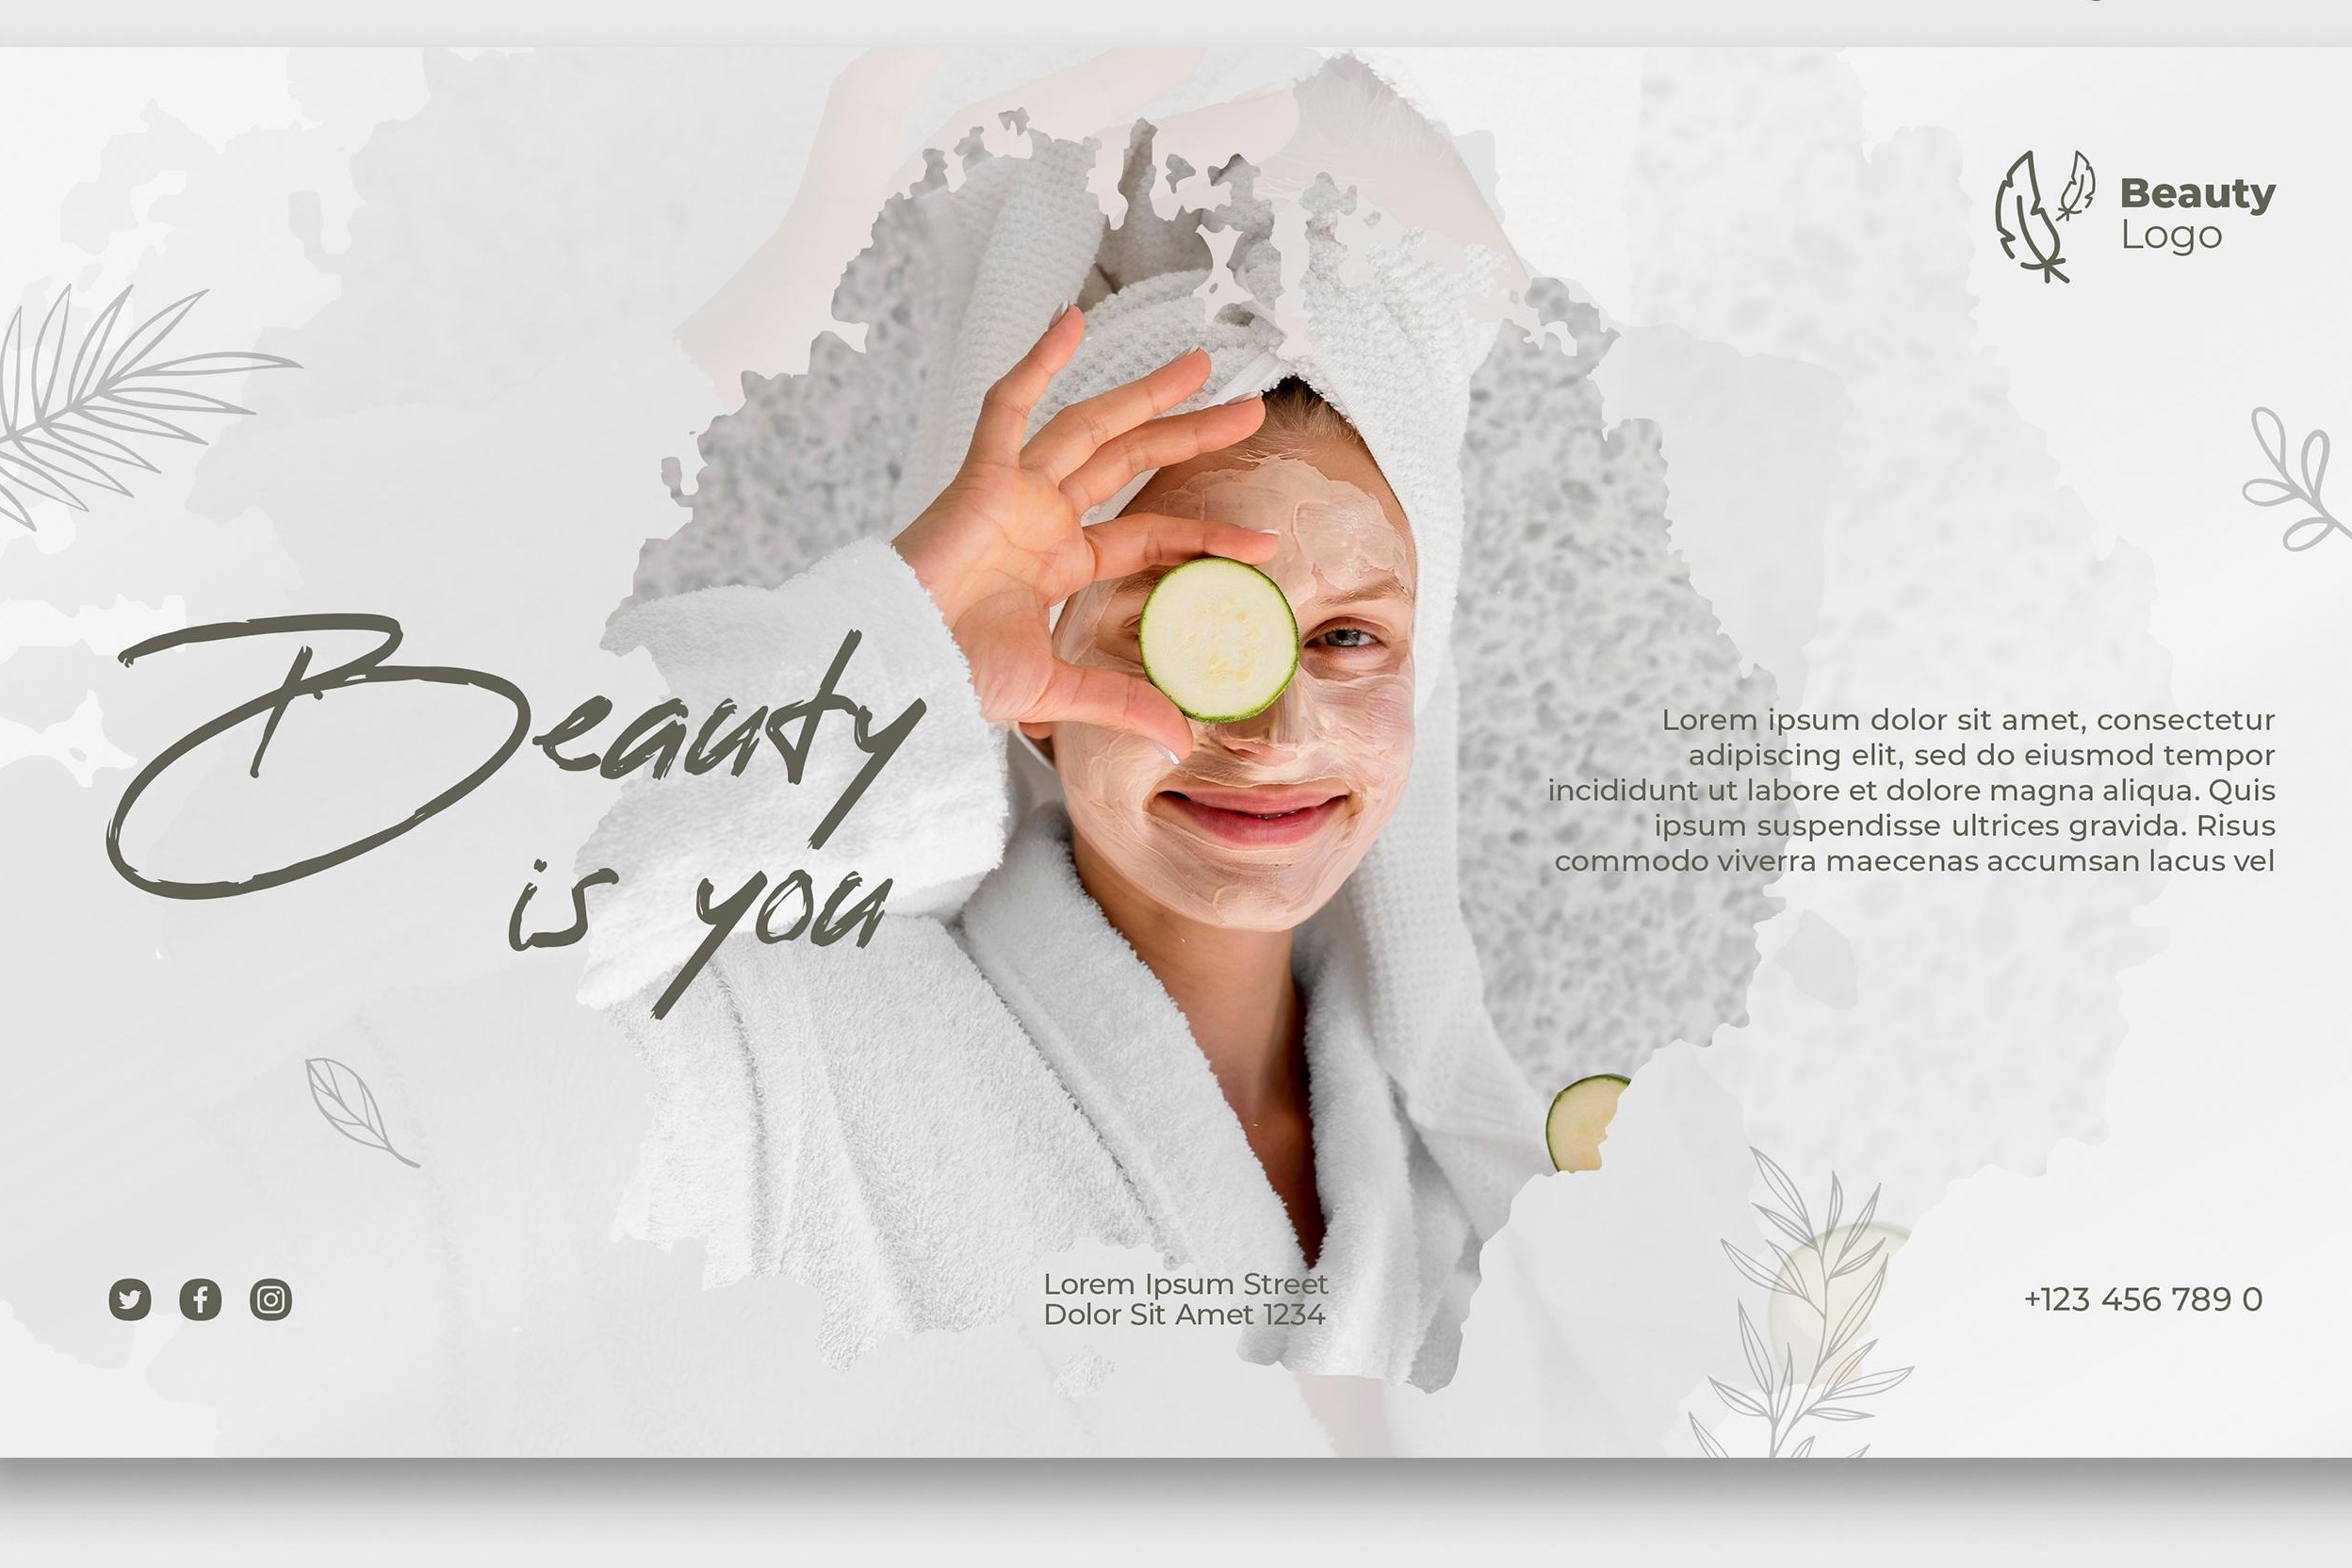 Beauty
Logo
Beauty
is you
Lorem ipsum dolor sit amet, consectetur
adipiscing elit, sed do eiusmod tempor
incididunt ut labore et dolore magna aliqua. Quis
ipsum suspendisse ultrices gravida. Risus
commodo viverra maecenas accumsan lacus vel
Lorem Ipsum Street
Dolor Sit Amet 1234
+123 456 789 0